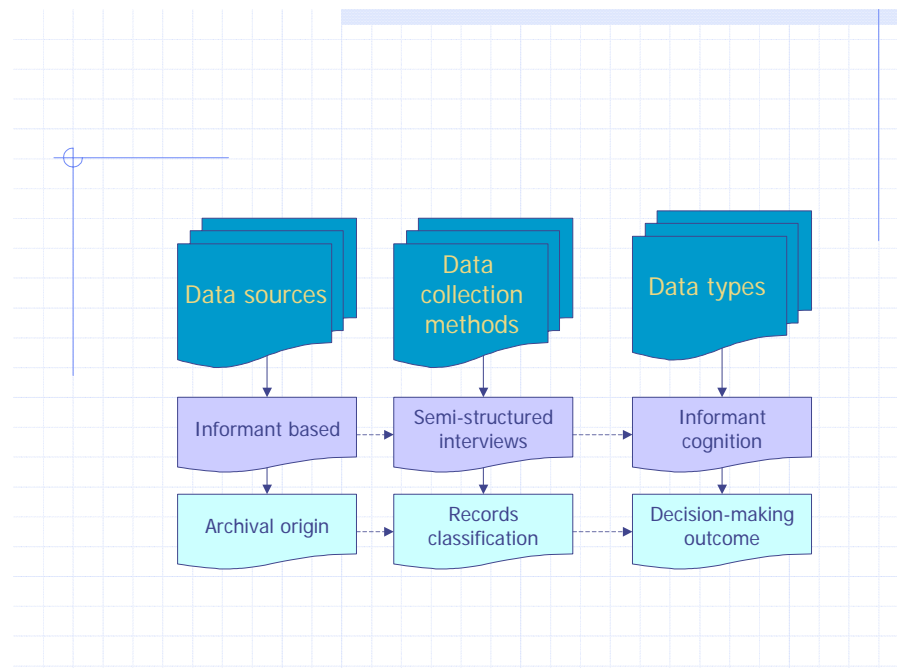 Data sources
Data
collection
methods
Data types
Informant based
Semi-structured
interviews
Informant
cognition
Archival origin
Records
classification
Decision-making
outcome